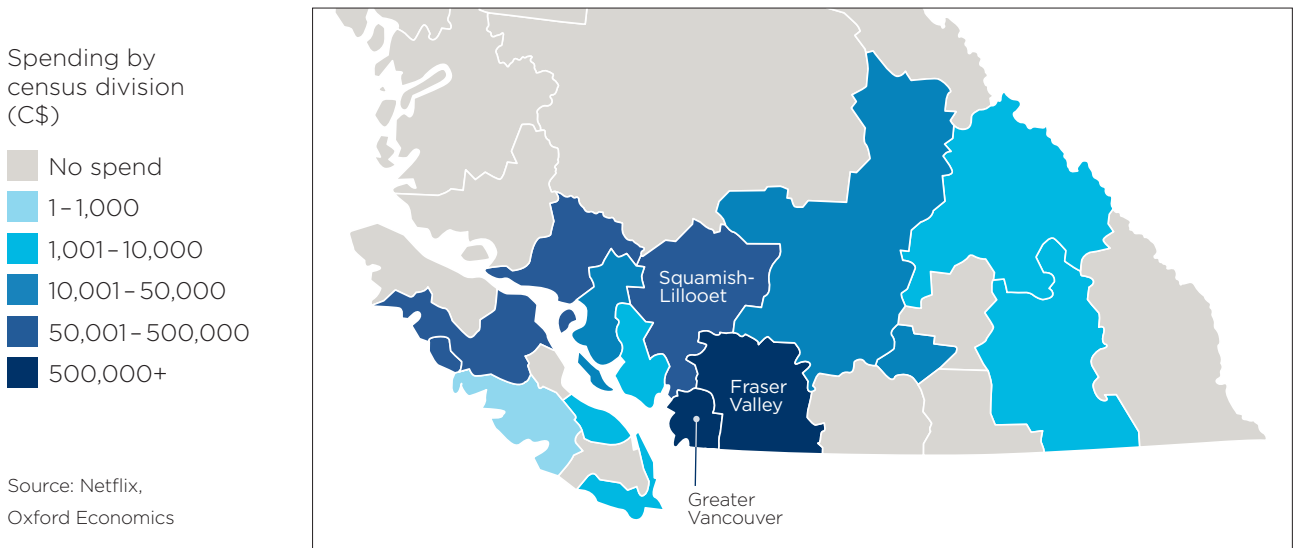 Spending by
census division
(C$)
No spend
1–1,000
1,001–10,000
10,001–50,000
50,001–500,000
500,000+
Source: Netflix,
Oxford Economics
Squamish-
Lillooet
Fraser
Valley
Greater
Vancouver